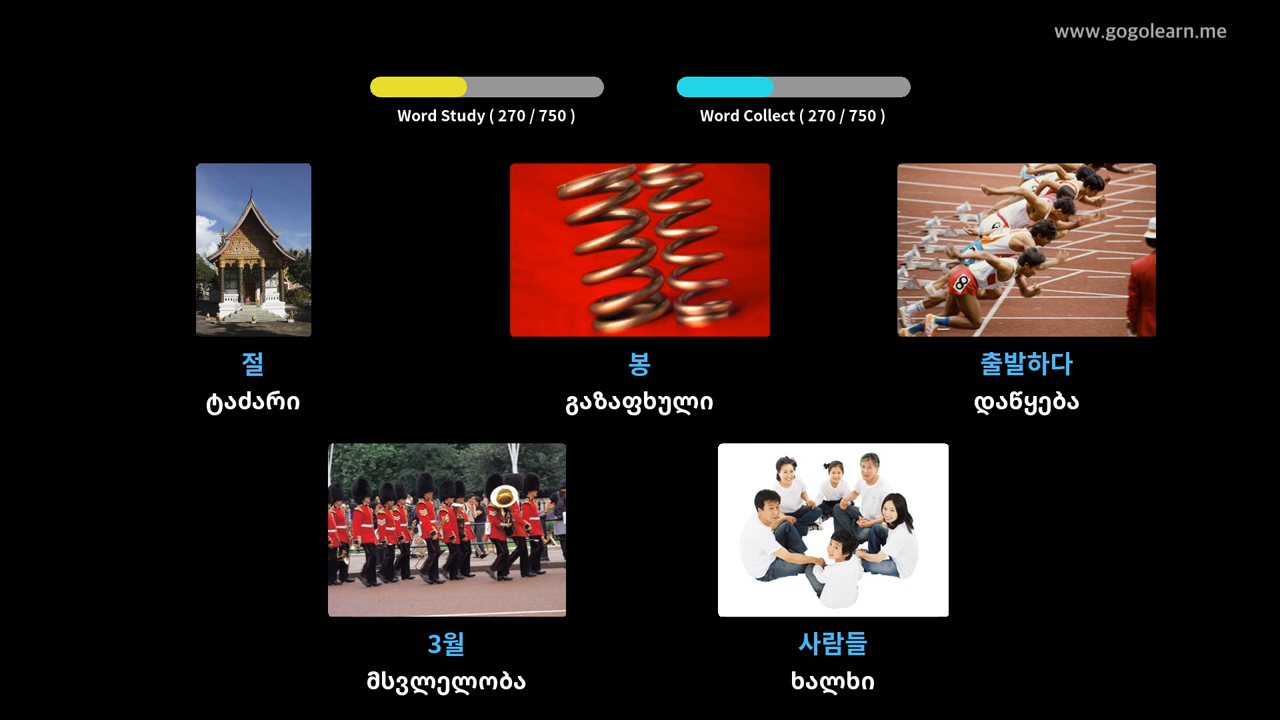 www.gogolearn.me
Word Study ( 270 / 750 )
Word Collect ( 270 / 750 )
절
ტაძარი
봉
გაზაფხული
출발하다
დაწყება
8
3월
მსვლელობა
사람들
ხალხი